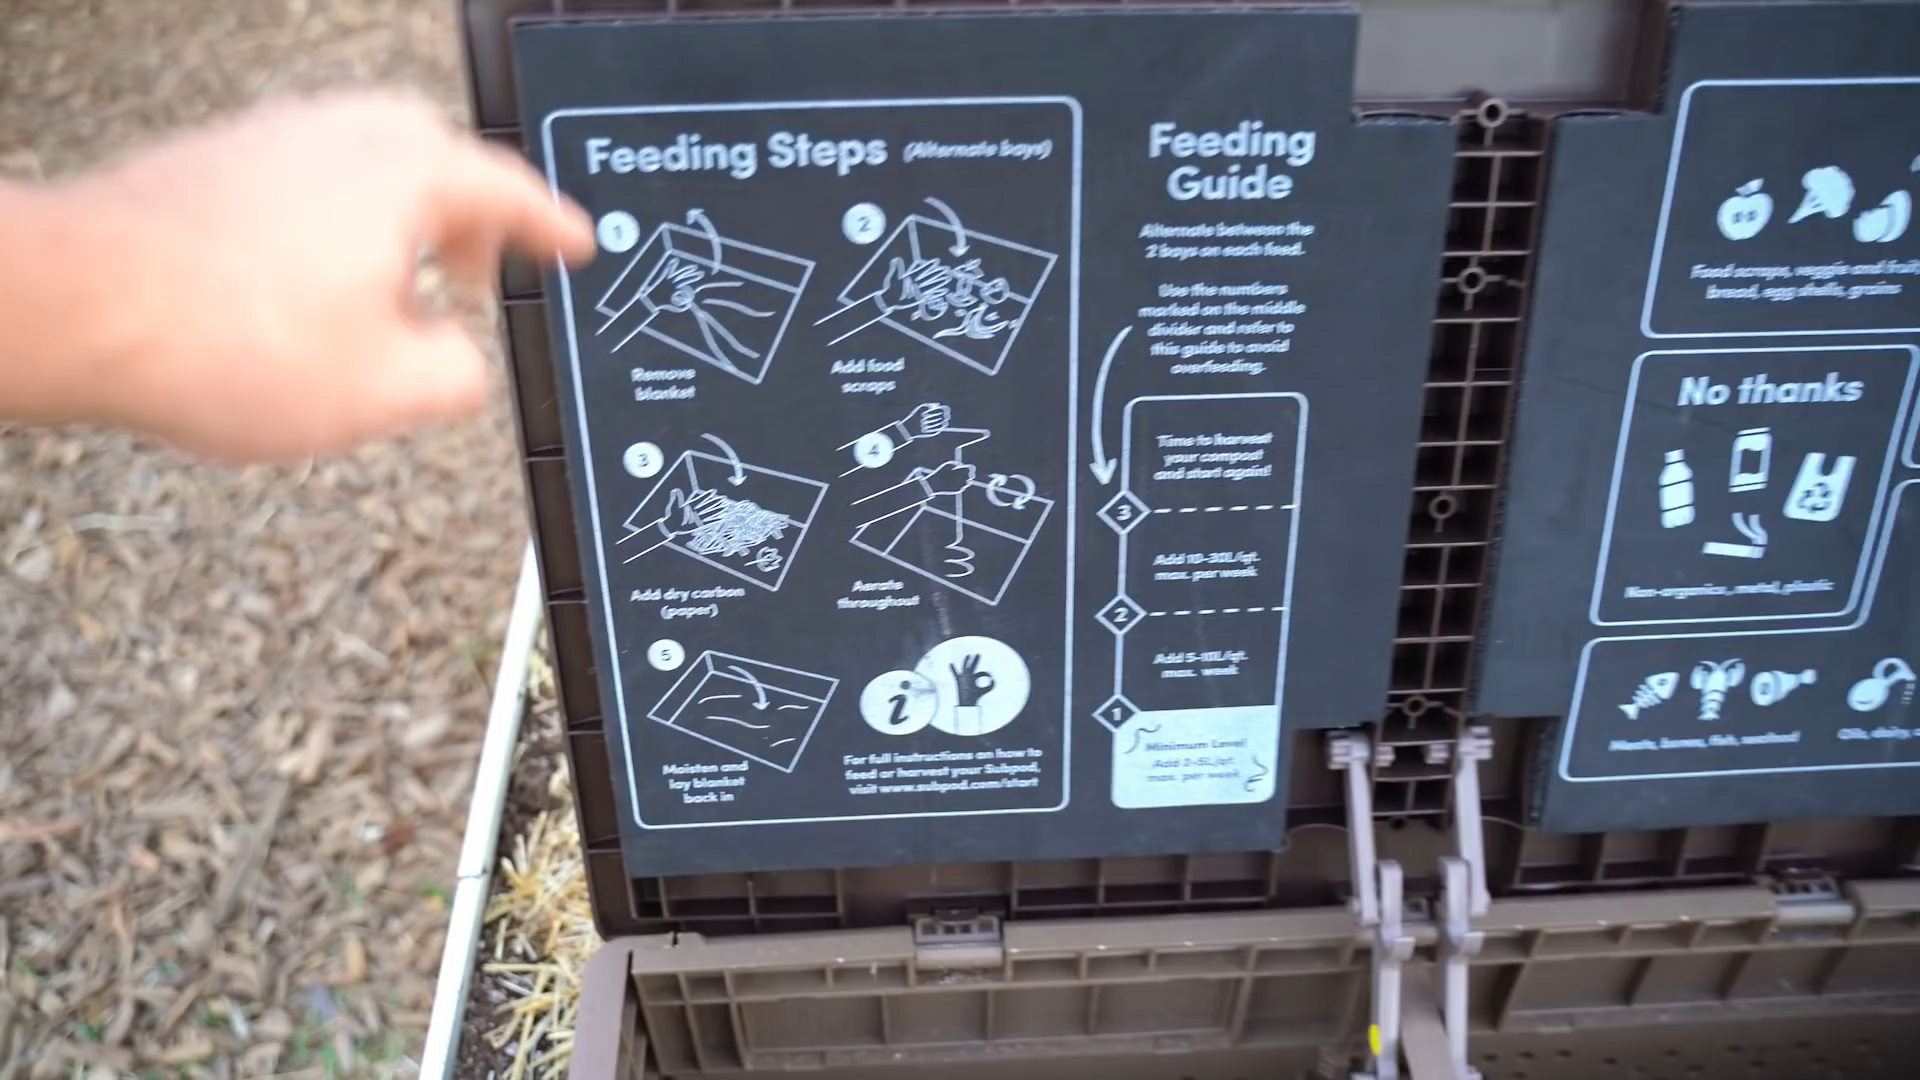 Feeding Steps (Alternate bays)
1
Remove
blanket
2
Add food
scraps
3
Add dry carbon
(paper)
4
Aerate
throughout
5
Moisten and
lay blanket
back in
i
For full instructions on how to
feed or harvest your Subpod,
visit www.subpod.com/start
Feeding
Guide
Alternate between the
2 bays on each feed.
Use the numbers
marked on the middle
divider and refer to
this guide to avoid
overfeeding.
Time to harvest
your compost
and start again!
3
Add 10-30L/qt.
max. per week
2
Add 5-10L/qt.
max. week
1
Minimum Level
Add 2-5L/qt
max. per week
Food scraps, veggie and fruit
bread, egg shells, grains
No thanks
Non-organics, metal, plastic
Meats, bones, fish, seafood
Oils, dairy,